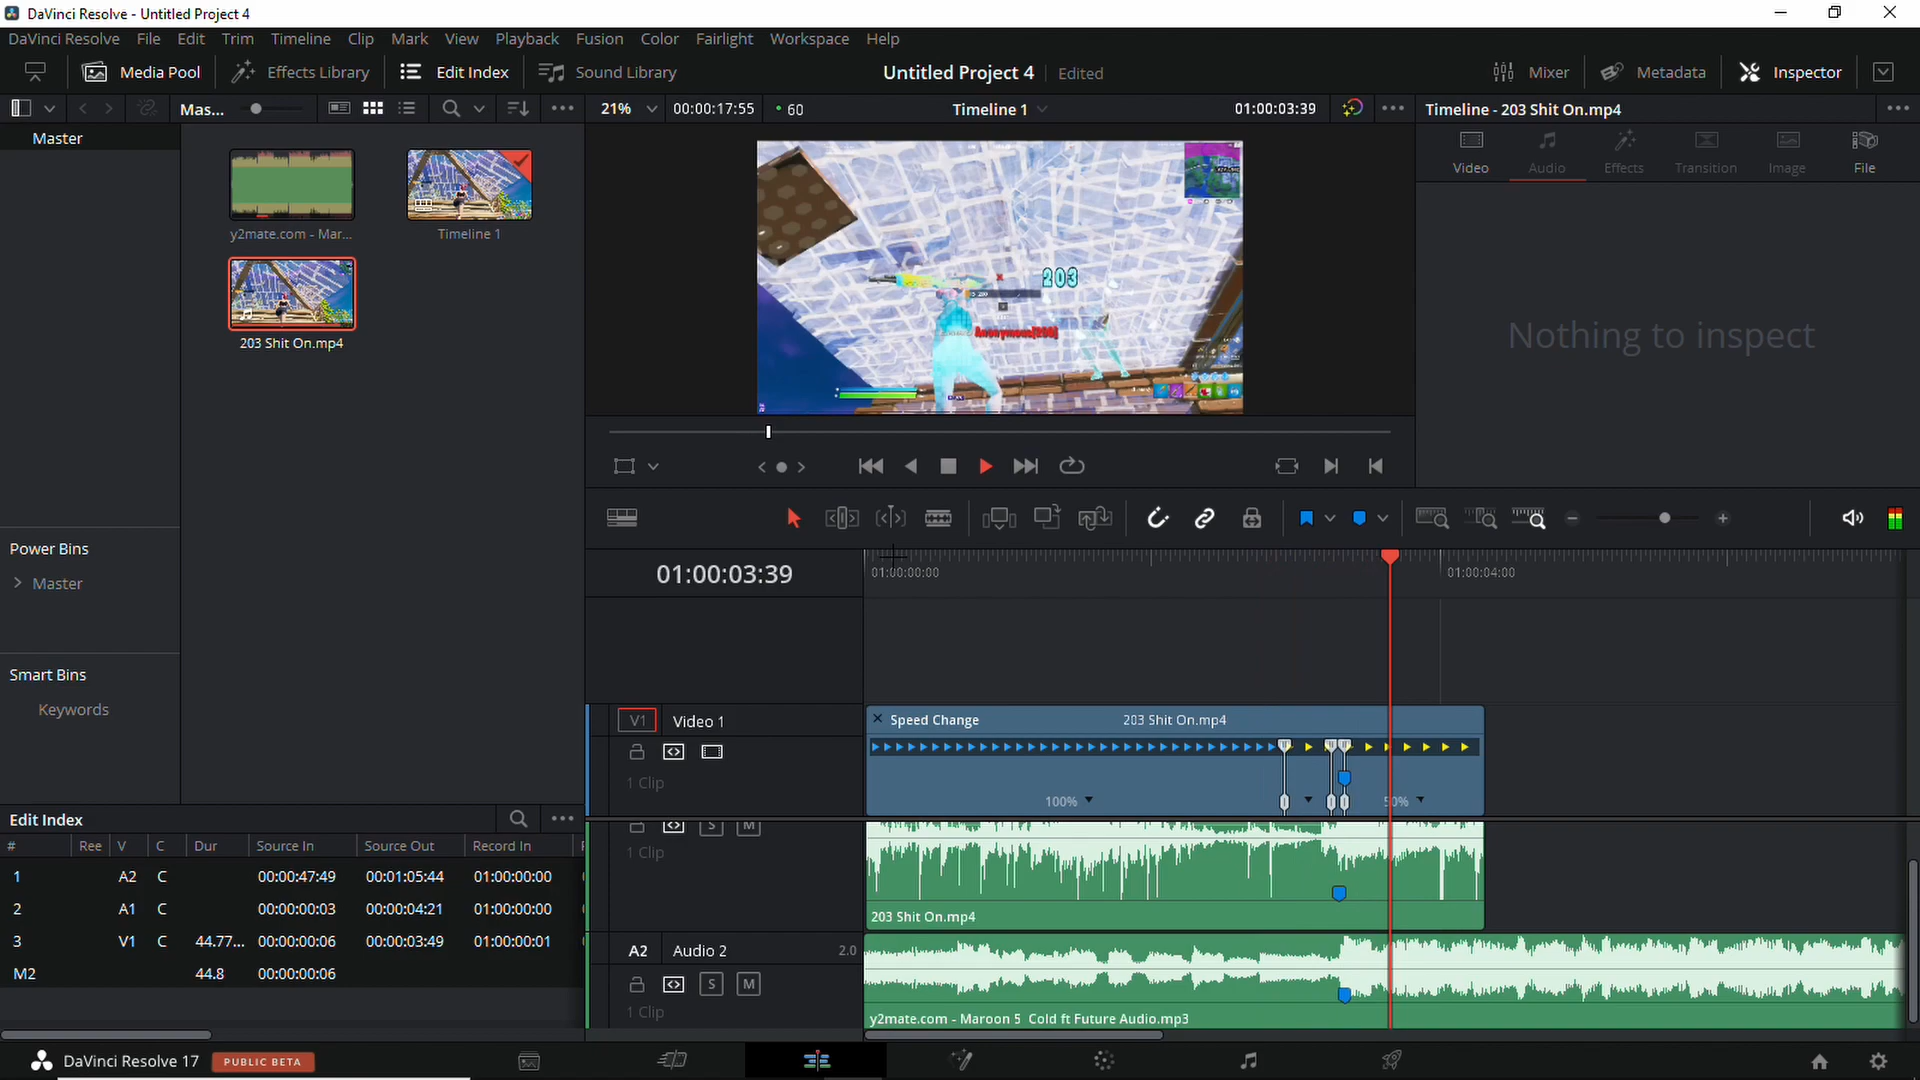 DaVinci Resolve - Untitled Project 4
DaVinci Resolve File Edit Trim Timeline Clip Mark View Playback Fusion Color Fairlight Workspace Help
Media Pool Effects Library Edit Index Sound Library Untitled Project 4 Edited Mixer Metadata Inspector
Mas... 21% 00:00:17:55 60 Timeline 1 01:00:03:39 Timeline - 203 Shit On.mp4
Master
Video Audio Effects Transition Image File
y2mate.com - Mar...
Timeline 1
203 Shit On.mp4
203
Anonymous[200]
Nothing to inspect
Power Bins
Master
Smart Bins
Keywords
01:00:03:39
01:00:00:00
01:00:04:00
V1 Video 1
1 Clip
Speed Change 203 Shit On.mp4
100%
50%
S M
1 Clip
203 Shit On.mp4
A2 Audio 2 2.0
S M
1 Clip
y2mate.com - Maroon 5 Cold ft Future Audio.mp3
Edit Index
# Ree V C Dur Source In Source Out Record In
1 A2 C 00:00:47:49 00:01:05:44 01:00:00:00
2 A1 C 00:00:00:03 00:00:04:21 01:00:00:00
3 V1 C 44.77... 00:00:00:06 00:00:03:49 01:00:00:01
M2 44.8 00:00:00:06
DaVinci Resolve 17 PUBLIC BETA